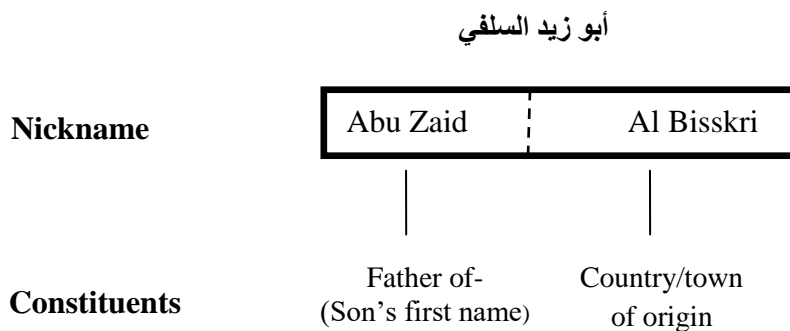 أبو زيد السلفي
Nickname
Abu Zaid
Al Bisskri
Constituents
Father of-
(Son’s first name)
Country/town
of origin